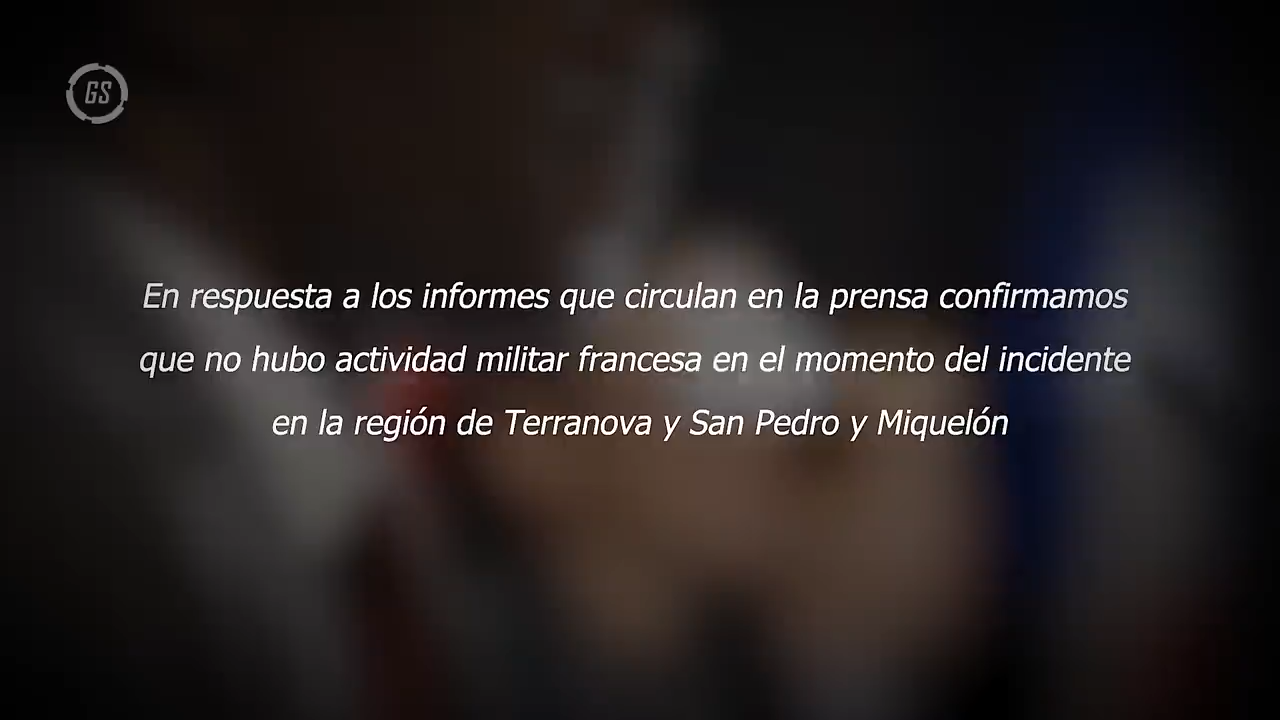 GS
En respuesta a los informes que circulan en la prensa confirmamos
que no hubo actividad militar francesa en el momento del incidente
en la región de Terranova y San Pedro y Miquelón